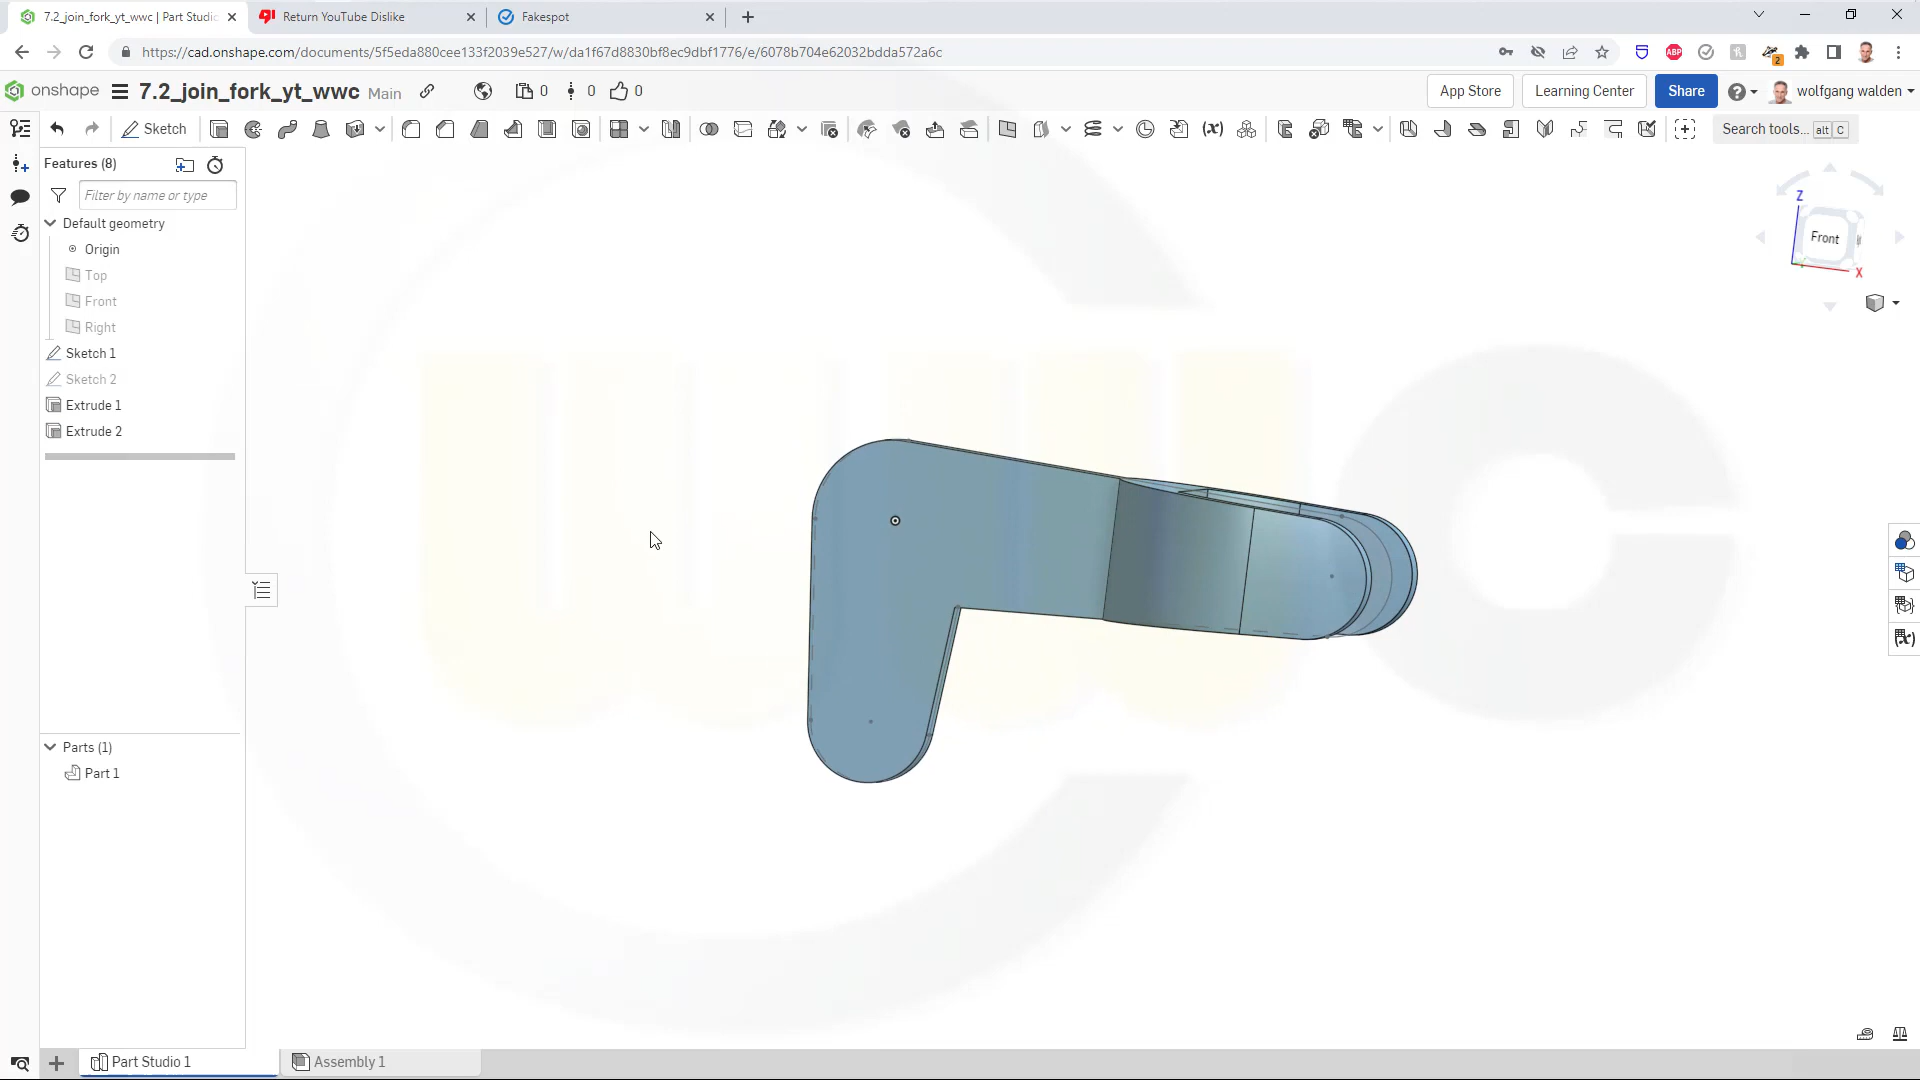 7.2_join_fork_yt_wwc | Part Studio
Return YouTube Dislike
Fakespot
https://cad.onshape.com/documents/5f5eda880cee133f2039e527/w/da1f67d8830bf8ec9dbf1776/e/6078b704e62032bdda572a6c
ABP
2
onshape
7.2_join_fork_yt_wwc Main
0
0
0
App Store
Learning Center
Share
wolfgang walden
Sketch
(x)
Search tools... alt C
Features (8)
Filter by name or type
Default geometry
Origin
Top
Front
Right
Sketch 1
Sketch 2
Extrude 1
Extrude 2
Parts (1)
Part 1
Z
Front
X
wwc
(x)
Part Studio 1
Assembly 1